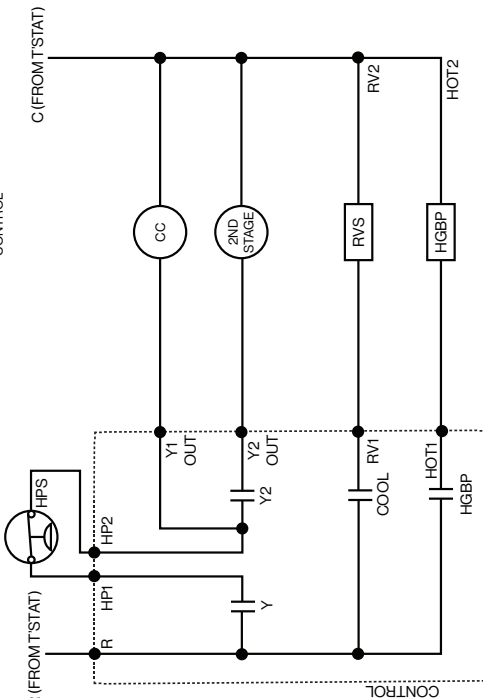 CONTROL
C (FROM T'STAT)
CC
2ND
STAGE
RVS
HGBP
RV2
HOT2
HPS
(FROM T'STAT)
R
HP1
HP2
Y
Y1
OUT
Y2
OUT
Y2
RV1
COOL
HOT1
HGBP
CONTROL